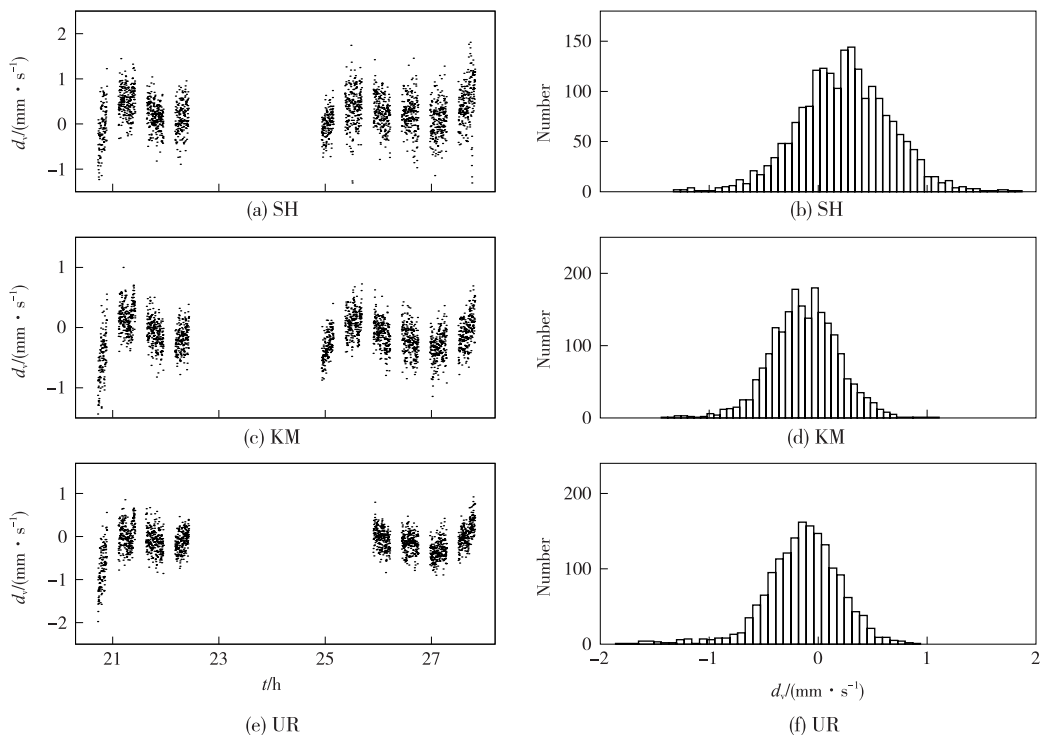 2
1
0
−1
d_v/(mm · s⁻¹)
(a) SH
150
100
50
0
Number
(b) SH
1
0
−1
d_v/(mm · s⁻¹)
(c) KM
200
100
0
Number
(d) KM
1
0
−1
−2
d_v/(mm · s⁻¹)
21 23 25 27
t/h
(e) UR
200
100
0
Number
−2 −1 0 1 2
d_v/(mm · s⁻¹)
(f) UR